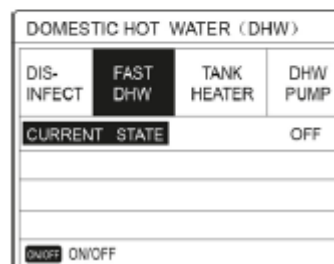 DOMESTIC HOT WATER (DHW)
DIS-
INFECT
FAST
DHW
TANK
HEATER
DHW
PUMP
CURRENT STATE OFF
ON/OFF ON/OFF